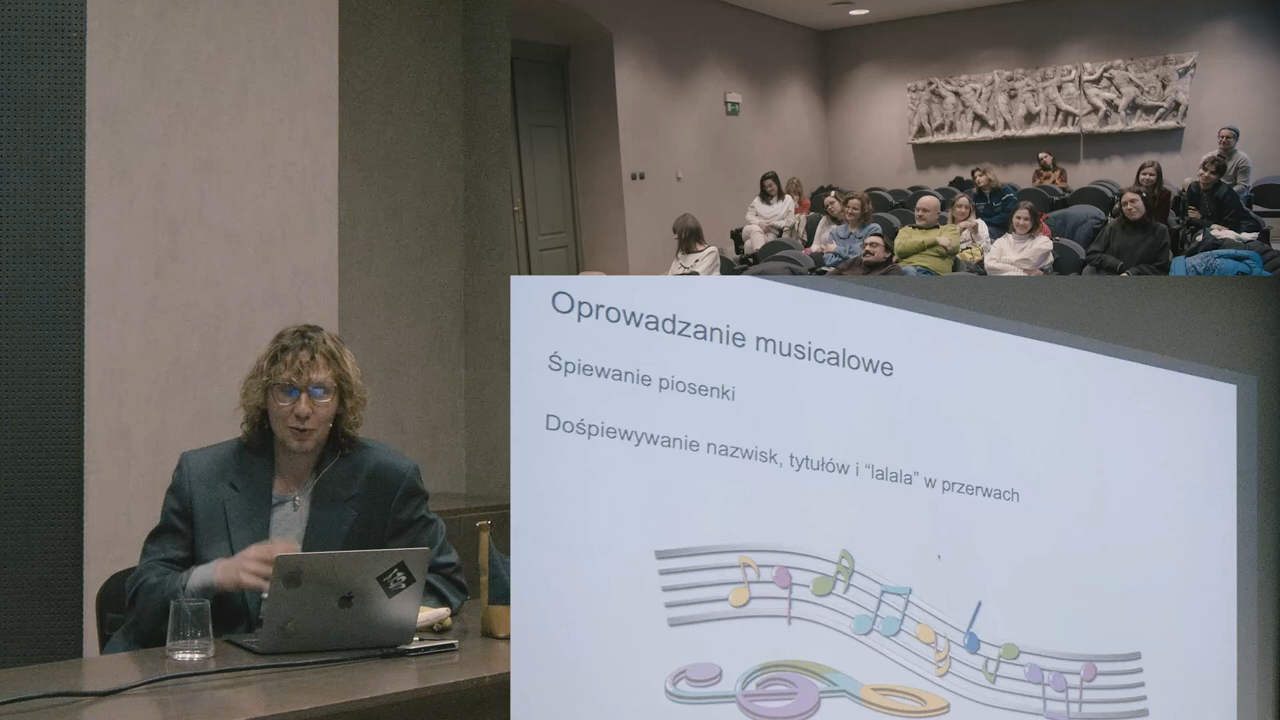 Oprowadzanie musicalowe
Śpiewanie piosenki
Dośpiewywanie nazwisk, tytułów i “lalala” w przerwach